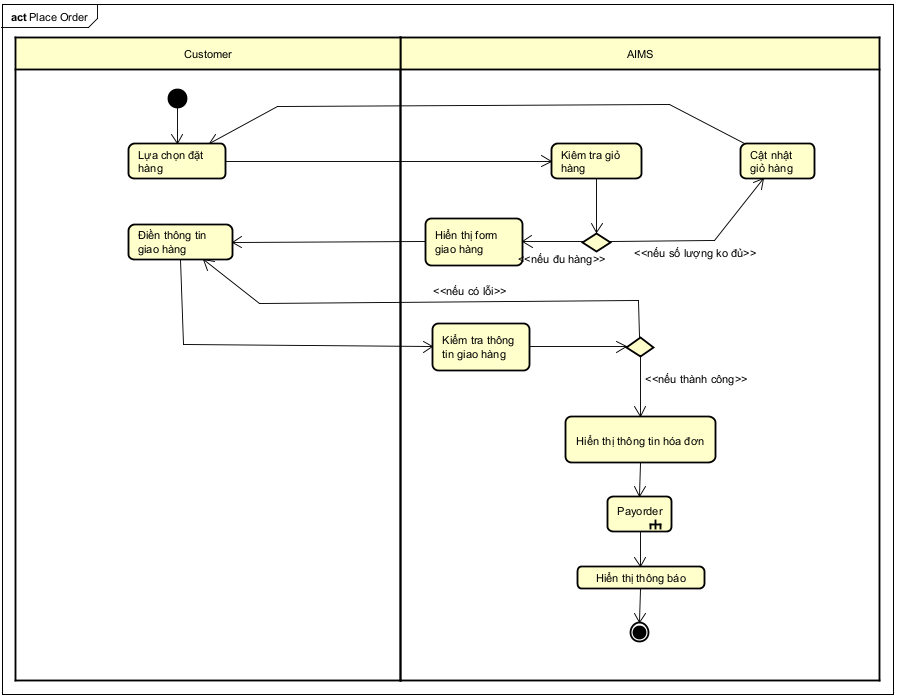 act Place Order
Customer
AIMS
Lựa chọn đặt
hàng
Kiêm tra giỏ
hàng
Cật nhật
giỏ hàng
Điền thông tin
giao hàng
Hiển thị form
giao hàng
<<nếu đu hàng>>
<<nếu số lượng ko đủ>>
<<nếu có lỗi>>
Kiểm tra thông
tin giao hàng
<<nếu thành công>>
Hiển thị thông tin hóa đơn
Payorder
Hiển thị thông báo